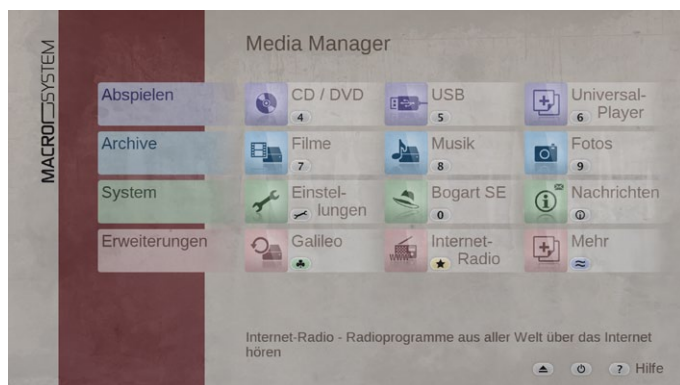 MACROSYSTEM
Media Manager
Abspielen
CD / DVD
4
USB
5
Universal-
6 Player
Archive
Filme
7
Musik
8
Fotos
9
System
Einstel-
lungen
Bogart SE
0
Nachrichten
Erweiterungen
Galileo
Internet-
Radio
www
Mehr
Internet-Radio - Radioprogramme aus aller Welt über das Internet
hören
? Hilfe